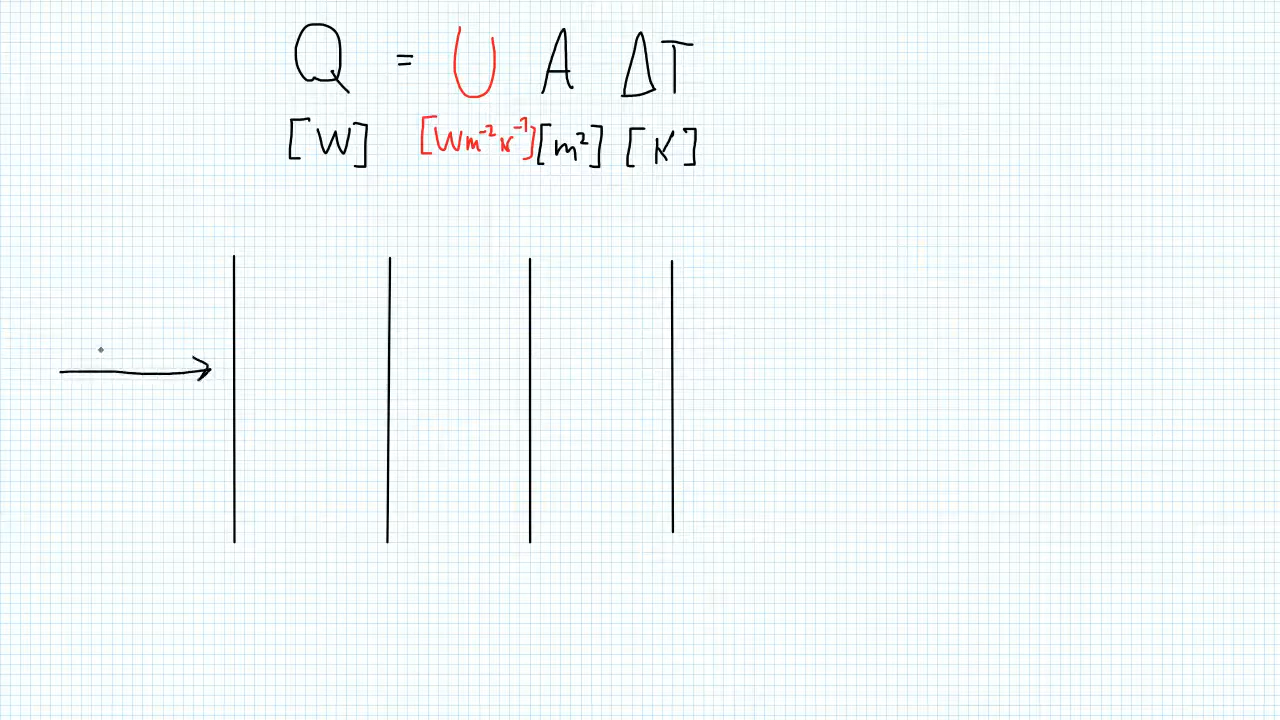 Q = U A ΔT
[W] [Wm⁻²K⁻¹] [m²] [K]